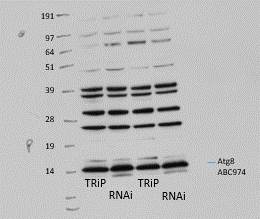 191
97
64
51
39
28
19
14
Atg8
ABC974
TRiP
RNAi
TRiP
RNAi